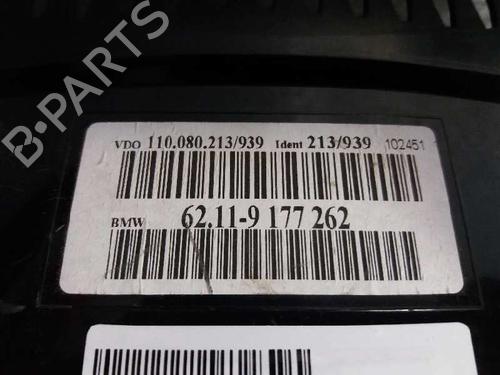 VDO 110.080.213/939 Ident 213/939 102451
BMW 62.11-9 177 262
B-PARTS